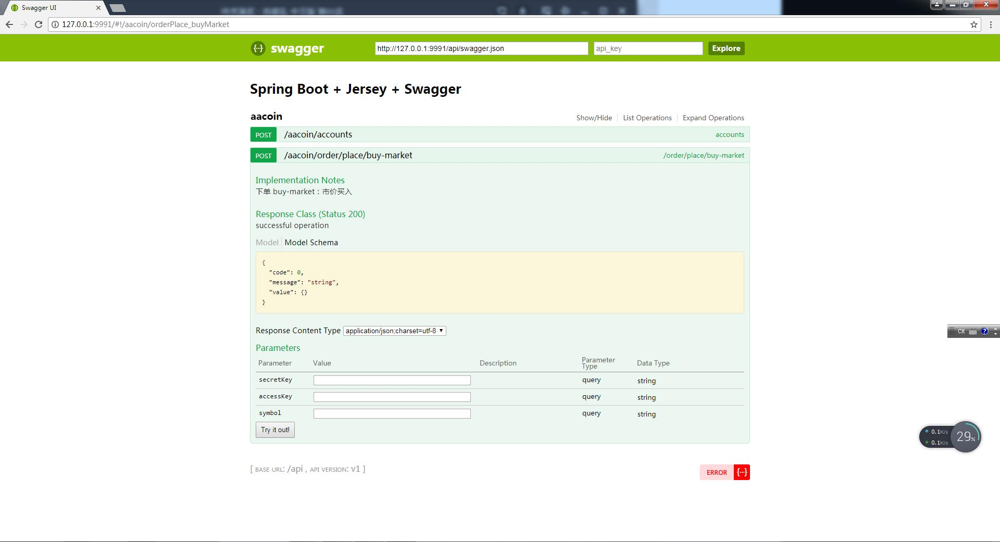 Swagger UI
127.0.0.1:9991/#!/aacoin/orderPlace_buyMarket
swagger
http://127.0.0.1:9991/api/swagger.json
api_key
Explore
Spring Boot + Jersey + Swagger
aacoin
Show/Hide
List Operations
Expand Operations
POST /aacoin/accounts accounts
POST /aacoin/order/place/buy-market /order/place/buy-market
Implementation Notes
下单 buy-market：市价买入
Response Class (Status 200)
successful operation
Model Model Schema
{
"code": 0,
"message": "string",
"value": {}
}
Response Content Type application/json;charset=utf-8
Parameters
Parameter Value Description Parameter Type Data Type
secretKey query string
accessKey query string
symbol query string
Try it out!
[ BASE URL: /api , API VERSION: v1 ]
ERROR {···}
CH
0.1K/s
0.1K/s
29%